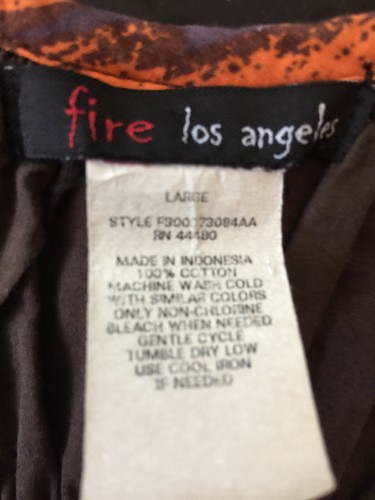 fire los angeles
LARGE
STYLE
RN 44480
MADE IN INDONESIA
100% COTTON
MACHINE WASH COLD
WITH SIMILAR COLORS
ONLY NON-CHLORINE
BLEACH WHEN NEEDED
GENTLE CYCLE
TUMBLE DRY LOW
USE COOL IRON
IF NEEDED